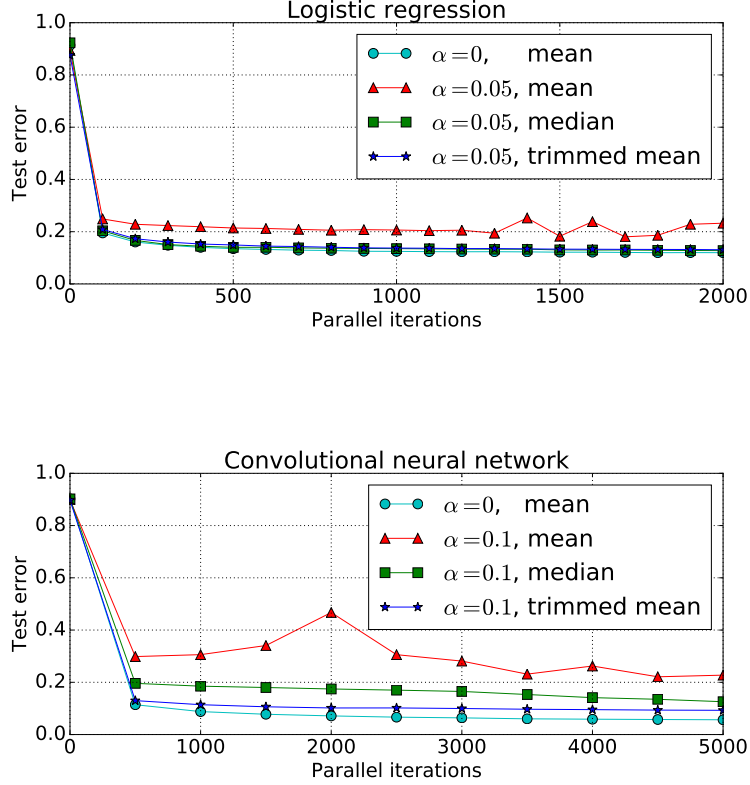 Logistic regression
1.0
0.8
0.6
0.4
0.2
0.0
Test error
α=0, mean
α=0.05, mean
α=0.05, median
α=0.05, trimmed mean
0 500 1000 1500 2000
Parallel iterations
Convolutional neural network
1.0
0.8
0.6
0.4
0.2
0.0
Test error
α=0, mean
α=0.1, mean
α=0.1, median
α=0.1, trimmed mean
0 1000 2000 3000 4000 5000
Parallel iterations